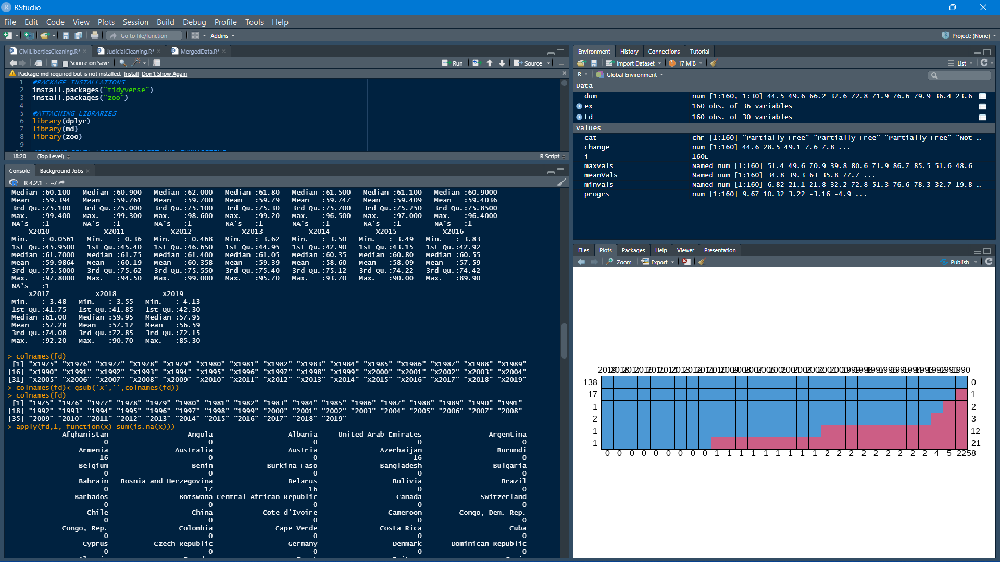 RStudio
File Edit Code View Plots Session Build Debug Profile Tools Help
Go to file/function Addins Project: (None)
CivilLibertiesCleaning.R* JudicialCleaning.R* MergedData.R*
Source on Save Run Source
Package md required but is not installed. Install Don't Show Again
1 #PACKAGE INSTALLATIONS
2 install.packages("tidyverse")
3 install.packages("zoo")
4
5 #ATTACHING LIBRARIES
6 library(dplyr)
7 library(md)
8 library(zoo)
9
18:20 (Top Level) R Script
Console Background Jobs
R 4.2.1 · ~/
Median :60.100 Median :60.900 Median :62.000 Median :61.80 Median :61.500 Median :61.100 Median :60.9000
Mean :59.394 Mean :59.761 Mean :59.700 Mean :59.79 Mean :59.747 Mean :59.409 Mean :59.4036
3rd Qu.:75.100 3rd Qu.:75.000 3rd Qu.:75.100 3rd Qu.:75.30 3rd Qu.:75.700 3rd Qu.:75.250 3rd Qu.:75.8500
Max. :99.400 Max. :99.300 Max. :98.600 Max. :99.20 Max. :96.500 Max. :97.000 Max. :96.4000
NA's :1 NA's :1 NA's :1 NA's :1 NA's :1 NA's :1 NA's :1
X2010 X2011 X2012 X2013 X2014 X2015 X2016
Min. : 0.0561 Min. : 0.36 Min. : 0.468 Min. : 3.62 Min. : 3.50 Min. : 3.49 Min. : 3.83
1st Qu.:45.9500 1st Qu.:45.40 1st Qu.:46.650 1st Qu.:44.95 1st Qu.:42.90 1st Qu.:43.15 1st Qu.:42.92
Median :61.7000 Median :61.75 Median :61.400 Median :61.05 Median :60.35 Median :60.80 Median :60.55
Mean :59.9864 Mean :60.19 Mean :60.358 Mean :59.39 Mean :58.60 Mean :58.09 Mean :57.59
3rd Qu.:75.5000 3rd Qu.:75.62 3rd Qu.:75.550 3rd Qu.:75.40 3rd Qu.:75.12 3rd Qu.:74.22 3rd Qu.:74.42
Max. :97.8000 Max. :94.50 Max. :99.000 Max. :95.70 Max. :93.70 Max. :90.00 Max. :89.90
NA's :1
X2017 X2018 X2019
Min. : 3.48 Min. : 3.55 Min. : 4.13
1st Qu.:41.75 1st Qu.:41.85 1st Qu.:42.30
Median :61.00 Median :59.95 Median :57.95
Mean :57.28 Mean :57.12 Mean :56.59
3rd Qu.:74.08 3rd Qu.:72.85 3rd Qu.:72.15
Max. :92.20 Max. :90.70 Max. :85.30
> colnames(fd)
[1] "X1975" "X1976" "X1977" "X1978" "X1979" "X1980" "X1981" "X1982" "X1983" "X1984" "X1985" "X1986" "X1987" "X1988" "X1989"
[16] "X1990" "X1991" "X1992" "X1993" "X1994" "X1995" "X1996" "X1997" "X1998" "X1999" "X2000" "X2001" "X2002" "X2003" "X2004"
[31] "X2005" "X2006 "X2007" "X2008" "X2009" "X2010" "X2011" "X2012" "X2013" "X2014" "X2015" "X2016" "X2017" "X2018" "X2019"
> colnames(fd)<-gsub('X','',colnames(fd))
> colnames(fd)
[1] "1975" "1976" "1977" "1978" "1979" "1980" "1981" "1982" "1983" "1984" "1985" "1986" "1987" "1988" "1989" "1990" "1991"
[18] "1992" "1993" "1994" "1995" "1996" "1997" "1998" "1999" "2000" "2001" "2002" "2003" "2004" "2005" "2006" "2007" "2008"
[35] "2009" "2010" "2011" "2012" "2013" "2014" "2015" "2016" "2017" "2018" "2019"
> apply(fd,1, function(x) sum(is.na(x)))
Afghanistan Angola Albania United Arab Emirates Argentina
0 0 0 0 0
Armenia Australia Austria Azerbaijan Burundi
16 0 0 16 0
Belgium Benin Burkina Faso Bangladesh Bulgaria
0 0 0 0 0
Bahrain Bosnia and Herzegovina Belarus Bolivia Brazil
0 17 16 0 0
Barbados Botswana Central African Republic Canada Switzerland
0 0 0 0 0
Chile China Cote d'Ivoire Cameroon Congo, Dem. Rep.
0 0 0 0 0
Congo, Rep. Colombia Cape Verde Costa Rica Cuba
0 0 0 0 0
Cyprus Czech Republic Germany Denmark Dominican Republic
0 0 0 0 0
Environment History Connections Tutorial
Import Dataset 17 MiB List
R Global Environment
Data
dum num [1:160, 1:30] 44.5 49.6 66.2 32.6 72.8 71.9 76.6 79.9 36.4 23.6...
ex 160 obs. of 36 variables
fd 160 obs. of 30 variables
Values
cat chr [1:160] "Partially Free" "Partially Free" "Partially Free" "Not ...
change num [1:160] 44.6 28.5 49.1 7.6 7.8 ...
i 160L
maxVals Named num [1:160] 51.4 49.6 70.9 39.8 80.6 71.9 86.7 85.5 51.6 48.6 ...
meanVals Named num [1:160] 34.8 39.3 63 35.8 77.7 ...
minVals Named num [1:160] 6.82 21.1 21.8 32.2 72.8 51.3 76.6 78.3 32.7 19.8 ...
progrs num [1:160] 9.67 10.32 3.22 -3.16 -4.9 ...
Files Plots Packages Help Viewer Presentation
Zoom Export Publish
138 0
17 1
1 2
2 3
1 12
1 21
0 0 0 0 0 0 0 0 0 1 1 1 1 1 1 1 1 1 2 2 2 2 2 2 2 2 2 4 5 22 58